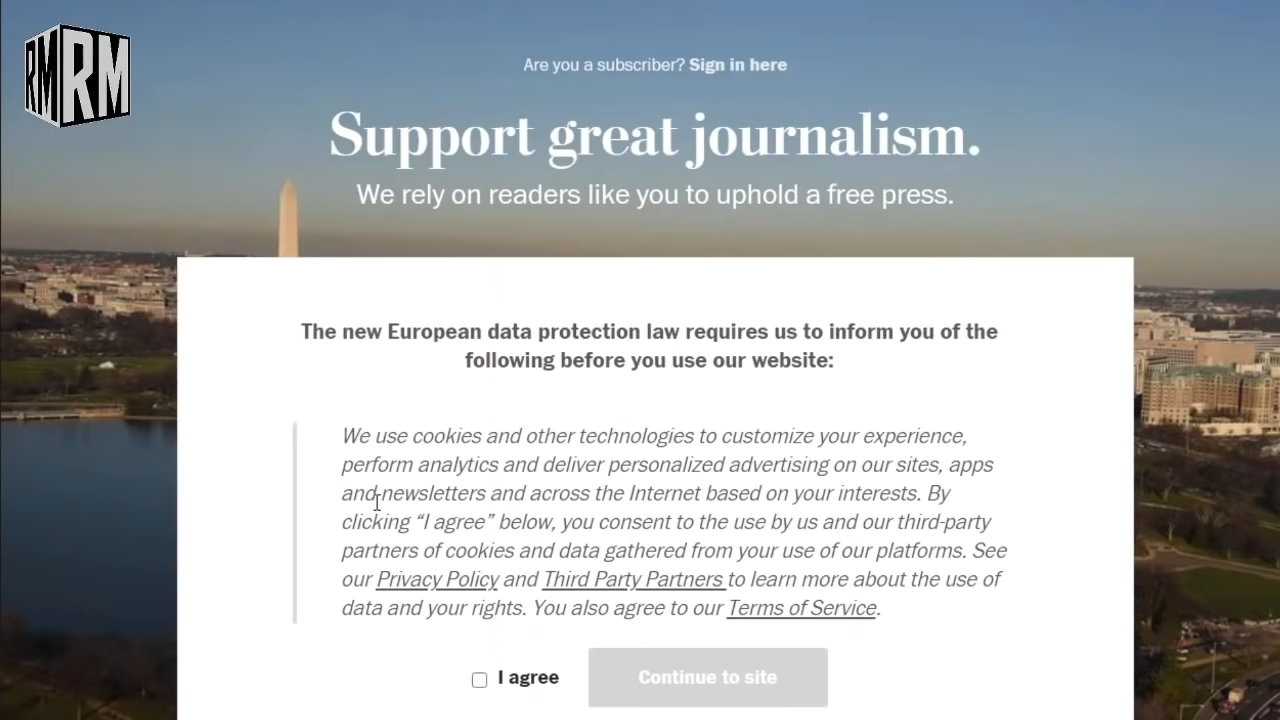 RMRM
Are you a subscriber? Sign in here
Support great journalism.
We rely on readers like you to uphold a free press.
The new European data protection law requires us to inform you of the
following before you use our website:
We use cookies and other technologies to customize your experience,
perform analytics and deliver personalized advertising on our sites, apps
and newsletters and across the Internet based on your interests. By
clicking “I agree” below, you consent to the use by us and our third-party
partners of cookies and data gathered from your use of our platforms. See
our Privacy Policy and Third Party Partners to learn more about the use of
data and your rights. You also agree to our Terms of Service.
I agree Continue to site